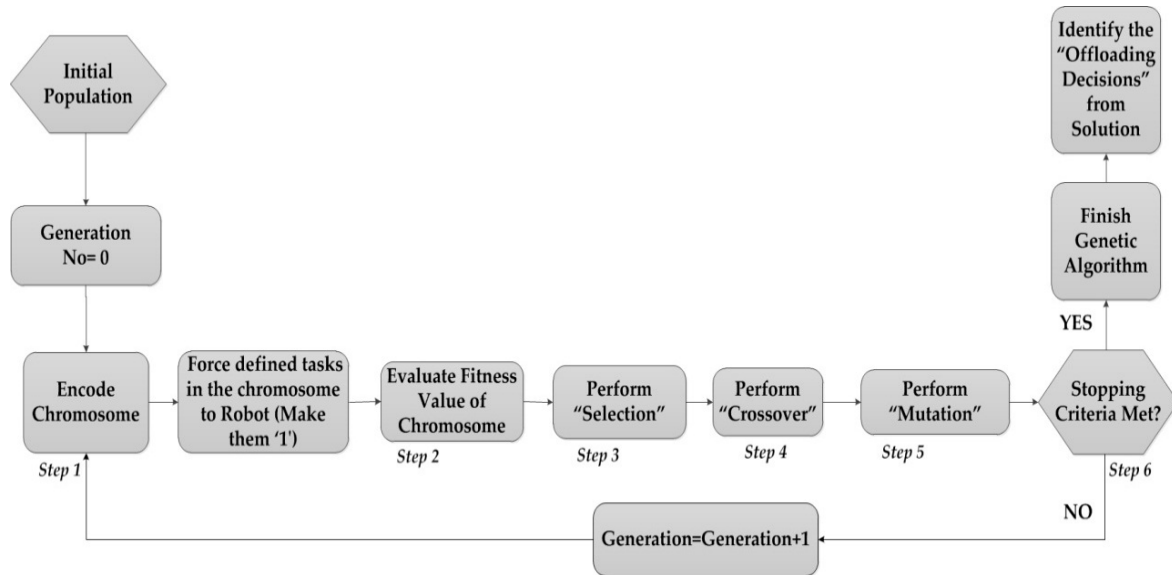 Initial
Population
Generation
No= 0
Encode
Chromosome
Step 1
Force defined tasks
in the chromosome
to Robot (Make
them ‘1')
Evaluate Fitness
Value of
Chromosome
Step 2
Perform
“Selection”
Step 3
Perform
“Crossover”
Step 4
Perform
“Mutation”
Step 5
Stopping
Criteria Met?
Step 6
YES
Finish
Genetic
Algorithm
Identify the
“Offloading
Decisions”
from
Solution
NO
Generation=Generation+1